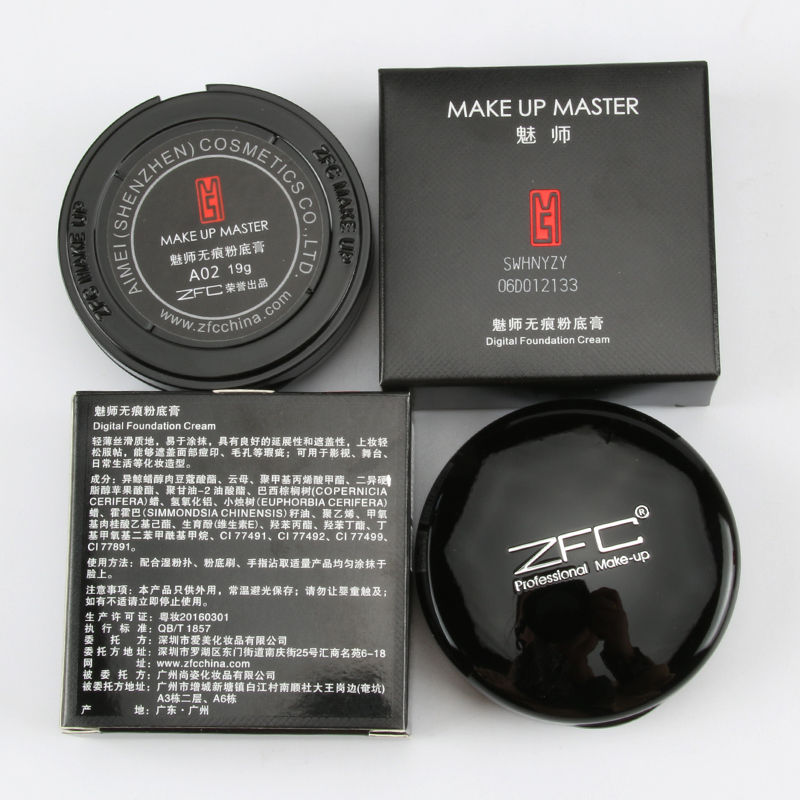 AIMEI (SHENZHEN) COSMETICS CO.,LTD.
ZFC MAKE UP
ZFC MAKE UP
MAKE UP MASTER
魅师无痕粉底膏
A02 19g
ZFC 荣誉出品
www.zfcchina.com
MAKE UP MASTER
魅 师
SWHNYZY
06D012133
魅师无痕粉底膏
Digital Foundation Cream
魅师无痕粉底膏
Digital Foundation Cream
轻薄丝滑质地，易于涂抹，具有良好的延展性和遮盖性，上妆轻
松服帖，能够遮盖面部痘印、毛孔等瑕疵；可用于影视、舞台、
日常生活等化妆造型。
成分：异鲸蜡醇肉豆蔻酸酯、云母、聚甲基丙烯酸甲酯、二异硬
脂醇苹果酸酯、聚甘油-2 油酸酯、巴西棕榈树(COPERNICIA
CERIFERA)蜡、氢氧化铝、小烛树(EUPHORBIA CERIFERA)
蜡、霍霍巴(SIMMONDSIA CHINENSIS)籽油、聚乙烯、甲氧
基肉桂酸乙基己酯、生育酚(维生素E)、羟苯丙酯、羟苯丁酯、丁
基甲氧基二苯甲酰基甲烷、CI 77491、CI 77492、CI 77499、
CI 77891。
使用方法：配合湿粉扑、粉底刷、手指沾取适量产品均匀涂抹于
脸上。
注意事项：本产品只供外用，常温避光保存；请勿让婴童触及；
如有不适请立即停止使用。
生产许可证：粤妆20160301
执行标准：QB/T 1857
委托方：深圳市爱美化妆品有限公司
委托方地址：深圳市罗湖区东门街道南庆街25号汇商名苑6-18
网址：www.zfcchina.com
被委托方：广州尚姿化妆品有限公司
被委托方地址：广州市增城新塘镇白江村南顺社大王岗边(奄坑)
A3栋二层、A6栋
产地：广东·广州
ZFC®
Professional Make-up